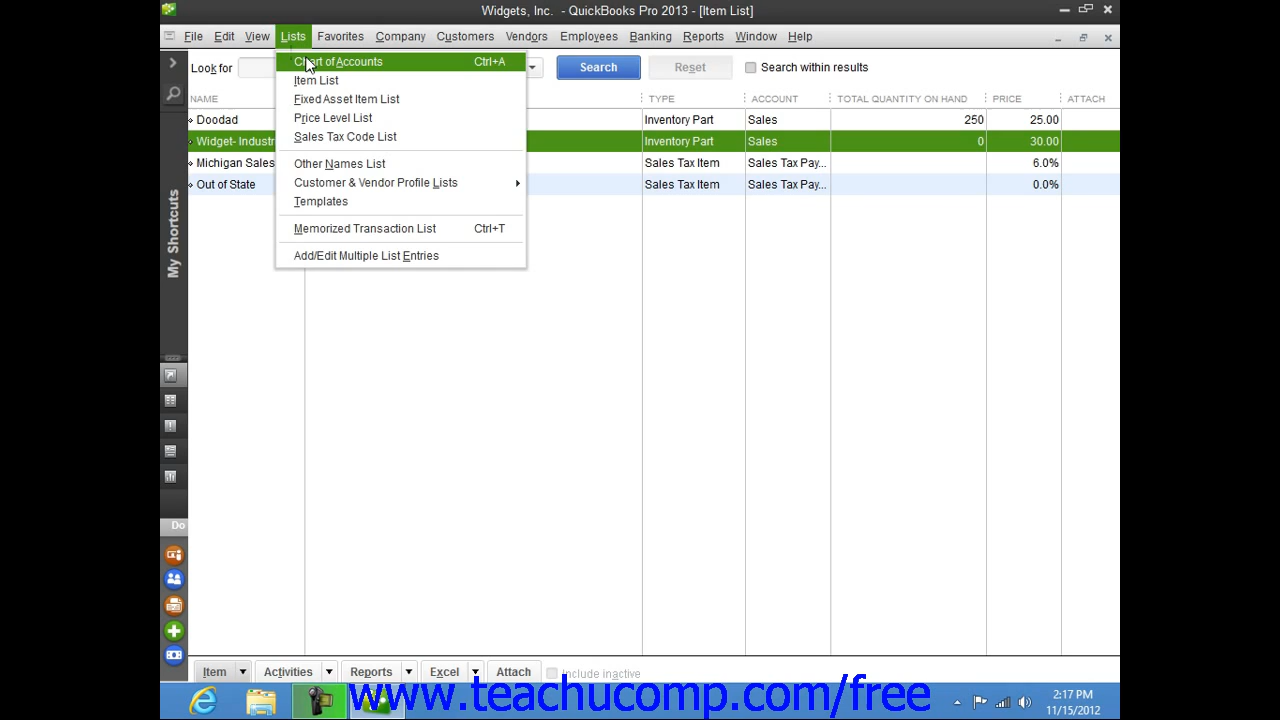 Widgets, Inc. - QuickBooks Pro 2013 - [Item List]
File Edit View Lists Favorites Company Customers Vendors Employees Banking Reports Window Help
Look for Search Reset Search within results
Chart of Accounts Ctrl+A
Item List
Fixed Asset Item List
Price Level List
Sales Tax Code List
Other Names List
Customer & Vendor Profile Lists
Templates
Memorized Transaction List Ctrl+T
Add/Edit Multiple List Entries
NAME TYPE ACCOUNT TOTAL QUANTITY ON HAND PRICE ATTACH
Doodad Inventory Part Sales 250 25.00
Widget- Industr Inventory Part Sales 0 30.00
Michigan Sales Sales Tax Item Sales Tax Pay... 6.0%
Out of State Sales Tax Item Sales Tax Pay... 0.0%
My Shortcuts
Do
Item Activities Reports Excel Attach Include inactive
www.teachucomp.com/free
2:17 PM
11/15/2012